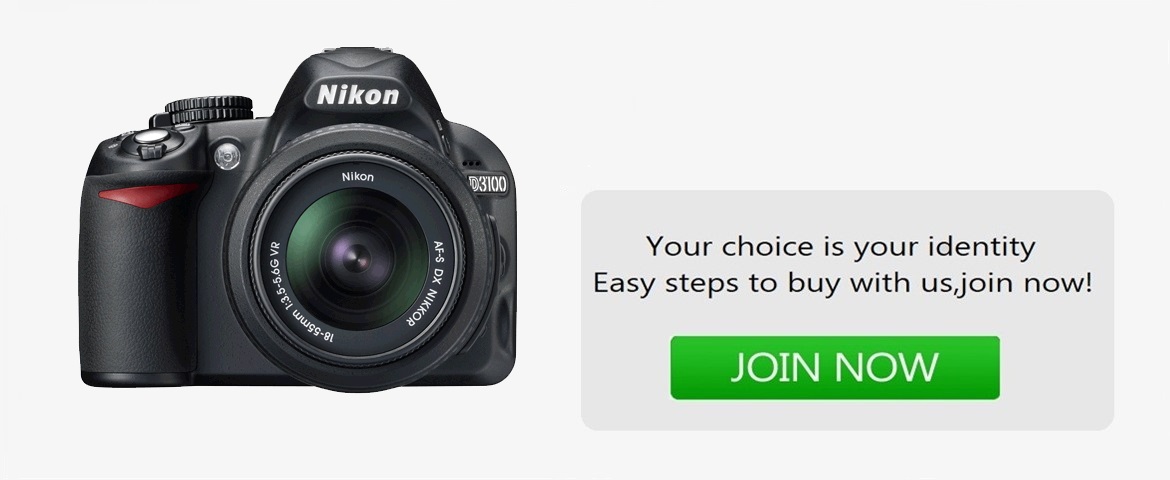 Nikon
D3100
Nikon
AF-S DX NIKKOR
18-55mm 1:3.5-5.6G VR
Your choice is your identity
Easy steps to buy with us,join now!
JOIN NOW